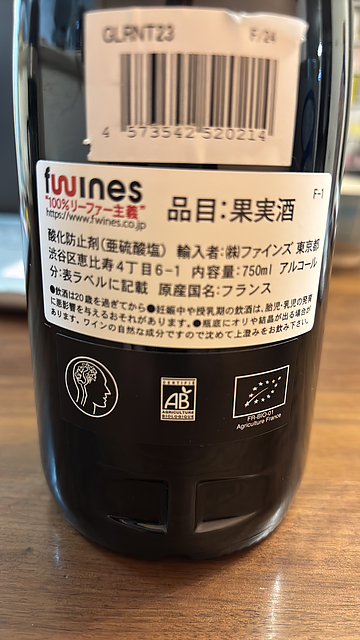 GLRNT23 F/24
4 573542 520214
fwines
"100%リーファー主義"
https://www.fwines.co.jp
品目:果実酒
F-1
酸化防止剤(亜硫酸塩) 輸入者:㈱ファインズ 東京都
渋谷区恵比寿4丁目6−1 内容量:750ml アルコール
分:表ラベルに記載 原産国名:フランス
●飲酒は20歳を過ぎてから●妊娠中や授乳期の飲酒は、胎児・乳児の発育
に悪影響を与えるおそれがあります。●瓶底にオリや結晶が出る場合が
あります。ワインの自然な成分ですので沈めて上澄みをお飲み下さい。
CERTIFIÉ
AB
AGRICULTURE
BIOLOGIQUE
FR-BIO-01
Agriculture France